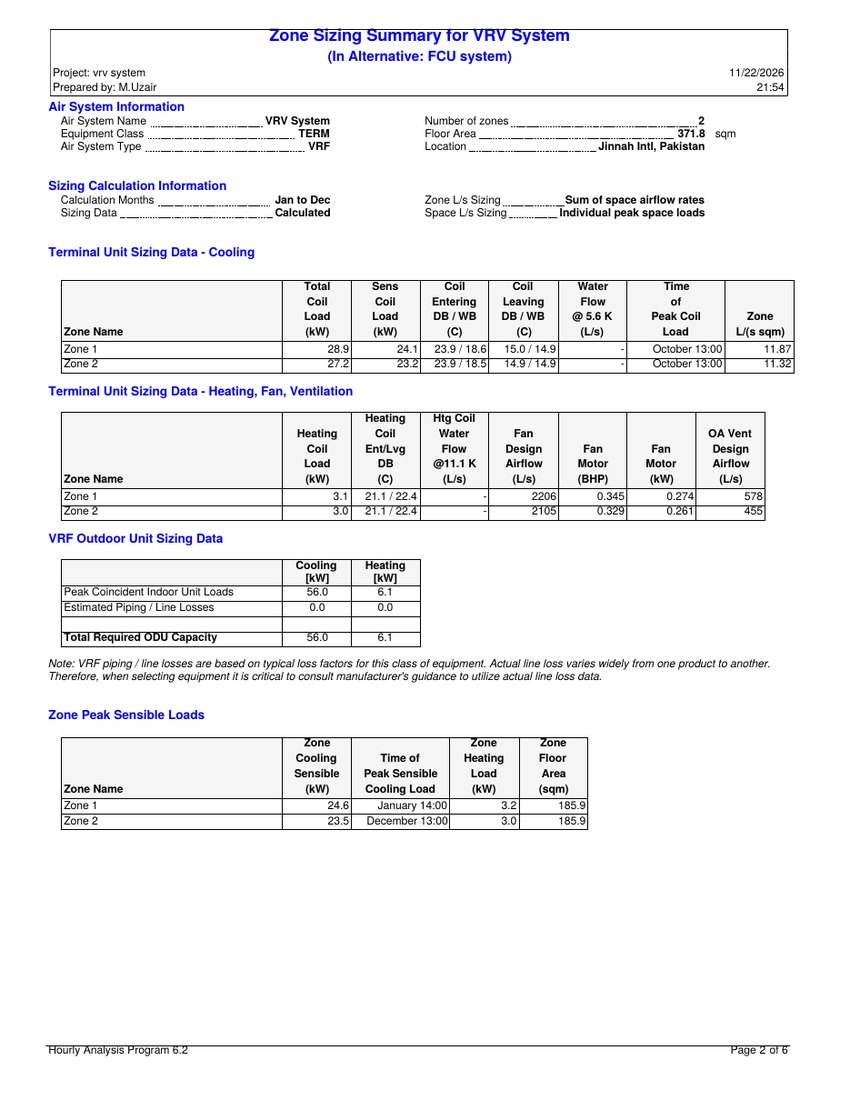 Zone Sizing Summary for VRV System
(In Alternative: FCU system)
Project: vrv system 11/22/2026
Prepared by: M.Uzair 21:54
Air System Information
Air System Name VRV System Number of zones 2
Equipment Class TERM Floor Area 371.8 sqm
Air System Type VRF Location Jinnah Intl, Pakistan
Sizing Calculation Information
Calculation Months Jan to Dec Zone L/s Sizing Sum of space airflow rates
Sizing Data Calculated Space L/s Sizing Individual peak space loads
Terminal Unit Sizing Data - Cooling
Total Sens Coil Coil Water Time
Coil Coil Entering Leaving Flow of
Load Load DB / WB DB / WB @ 5.6 K Peak Coil Zone
Zone Name (kW) (kW) (C) (C) (L/s) Load L/(s sqm)
Zone 1 28.9 24.1 23.9 / 18.6 15.0 / 14.9 - October 13:00 11.87
Zone 2 27.2 23.2 23.9 / 18.5 14.9 / 14.9 - October 13:00 11.32
Terminal Unit Sizing Data - Heating, Fan, Ventilation
Heating Htg Coil
Heating Coil Water Fan OA Vent
Coil Ent/Lvg Flow Design Fan Fan Design
Load DB @11.1 K Airflow Motor Motor Airflow
Zone Name (kW) (C) (L/s) (L/s) (BHP) (kW) (L/s)
Zone 1 3.1 21.1 / 22.4 - 2206 0.345 0.274 578
Zone 2 3.0 21.1 / 22.4 - 2105 0.329 0.261 455
VRF Outdoor Unit Sizing Data
Cooling Heating
[kW] [kW]
Peak Coincident Indoor Unit Loads 56.0 6.1
Estimated Piping / Line Losses 0.0 0.0
Total Required ODU Capacity 56.0 6.1
Note: VRF piping / line losses are based on typical loss factors for this class of equipment. Actual line loss varies widely from one product to another.
Therefore, when selecting equipment it is critical to consult manufacturer's guidance to utilize actual line loss data.
Zone Peak Sensible Loads
Zone Zone Zone
Cooling Time of Heating Floor
Sensible Peak Sensible Load Area
Zone Name (kW) Cooling Load (kW) (sqm)
Zone 1 24.6 January 14:00 3.2 185.9
Zone 2 23.5 December 13:00 3.0 185.9
Hourly Analysis Program 6.2 Page 2 of 6